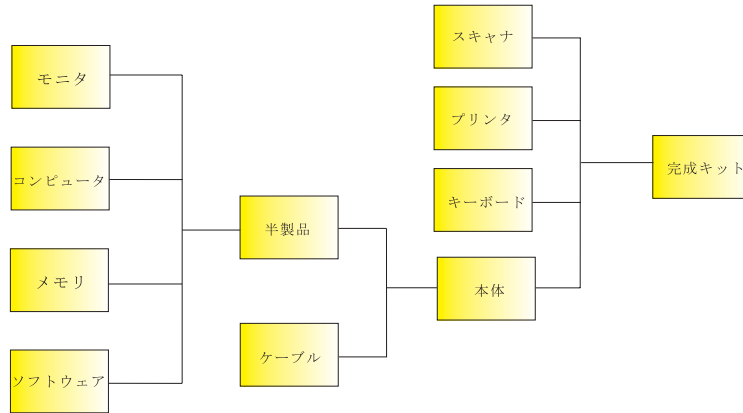 モニタ
コンピュータ
メモリ
ソフトウェア
半製品
ケーブル
スキャナ
プリンタ
キーボード
本体
完成キット